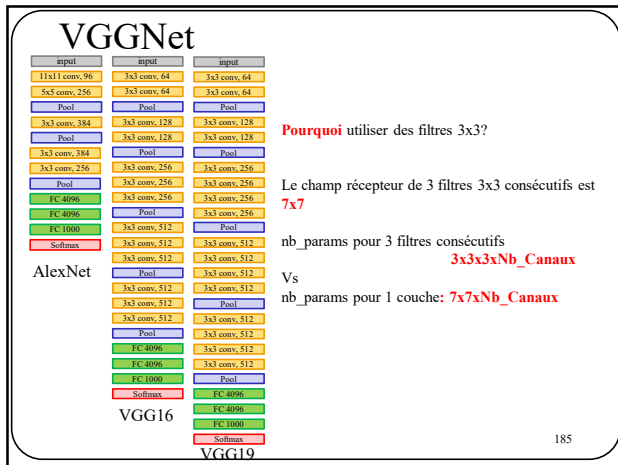 VGGNet
input
11x11 conv, 96
5x5 conv, 256
Pool
3x3 conv, 384
Pool
3x3 conv, 384
3x3 conv, 256
Pool
FC 4096
FC 4096
FC 1000
Softmax
AlexNet
input
3x3 conv, 64
3x3 conv, 64
Pool
3x3 conv, 128
3x3 conv, 128
Pool
3x3 conv, 256
3x3 conv, 256
3x3 conv, 256
Pool
3x3 conv, 512
3x3 conv, 512
3x3 conv, 512
Pool
3x3 conv, 512
3x3 conv, 512
3x3 conv, 512
Pool
FC 4096
FC 4096
FC 1000
Softmax
VGG16
input
3x3 conv, 64
3x3 conv, 64
Pool
3x3 conv, 128
3x3 conv, 128
Pool
3x3 conv, 256
3x3 conv, 256
3x3 conv, 256
3x3 conv, 256
Pool
3x3 conv, 512
3x3 conv, 512
3x3 conv, 512
3x3 conv, 512
Pool
3x3 conv, 512
3x3 conv, 512
3x3 conv, 512
3x3 conv, 512
Pool
FC 4096
FC 4096
FC 1000
Softmax
VGG19
Pourquoi utiliser des filtres 3x3?
Le champ récepteur de 3 filtres 3x3 consécutifs est
7x7
nb_params pour 3 filtres consécutifs
3x3x3xNb_Canaux
Vs
nb_params pour 1 couche: 7x7xNb_Canaux
185